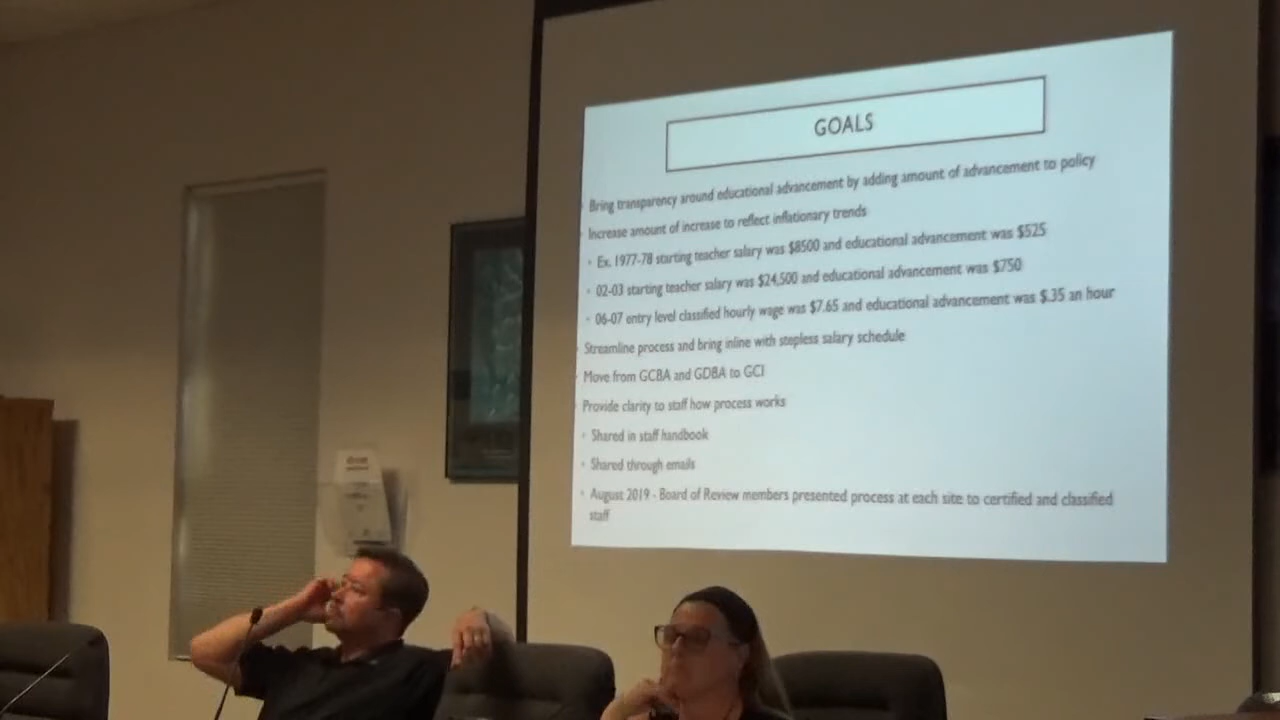 GOALS
Bring transparency around educational advancement by adding amount of advancement to policy
Increase amount of increase to reflect inflationary trends
Ex. 1977-78 starting teacher salary was $8500 and educational advancement was $525
02-03 starting teacher salary was $24,500 and educational advancement was $750
06-07 entry level classified hourly wage was $7.65 and educational advancement was $.35 an hour
Streamline process and bring inline with stepless salary schedule
Move from GCBA and GDBA to GCI
Provide clarity to staff how process works
Shared in staff handbook
Shared through emails
August 2019 - Board of Review members presented process at each site to certified and classified
staff